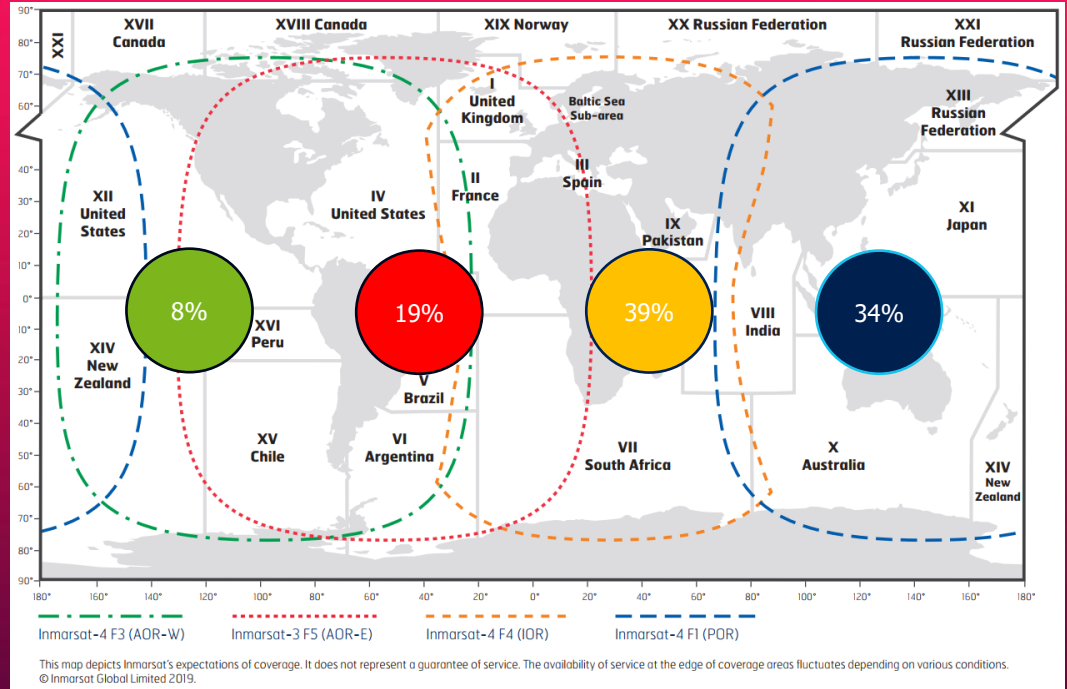 90°
XXI
XVII
Canada
XVIII Canada
XIX Norway
XX Russian Federation
XXI
Russian Federation
80°
70°
60°
I
United
Kingdom
Baltic Sea
Sub-area
XIII
Russian
Federation
40°
30°
20°
10°
0°
10°
20°
30°
40°
50°
60°
70°
80°
90°
XII
United
States
IV
United States
II
France
III
Spain
IX
Pakistan
XI
Japan
8%
19%
39%
34%
XVI
Peru
VIII
India
XIV
New
Zealand
V
Brazil
XV
Chile
VI
Argentina
VII
South Africa
X
Australia
XIV
New
Zealand
180° 160° 140° 120° 100° 80° 60° 40° 20° 0° 20° 40° 60° 80° 100° 120° 140° 160° 180°
Inmarsat-4 F3 (AOR-W) Inmarsat-3 F5 (AOR-E) Inmarsat-4 F4 (IOR) Inmarsat-4 F1 (POR)
This map depicts Inmarsat's expectations of coverage. It does not represent a guarantee of service. The availability of service at the edge of coverage areas fluctuates depending on various conditions.
© Inmarsat Global Limited 2019.